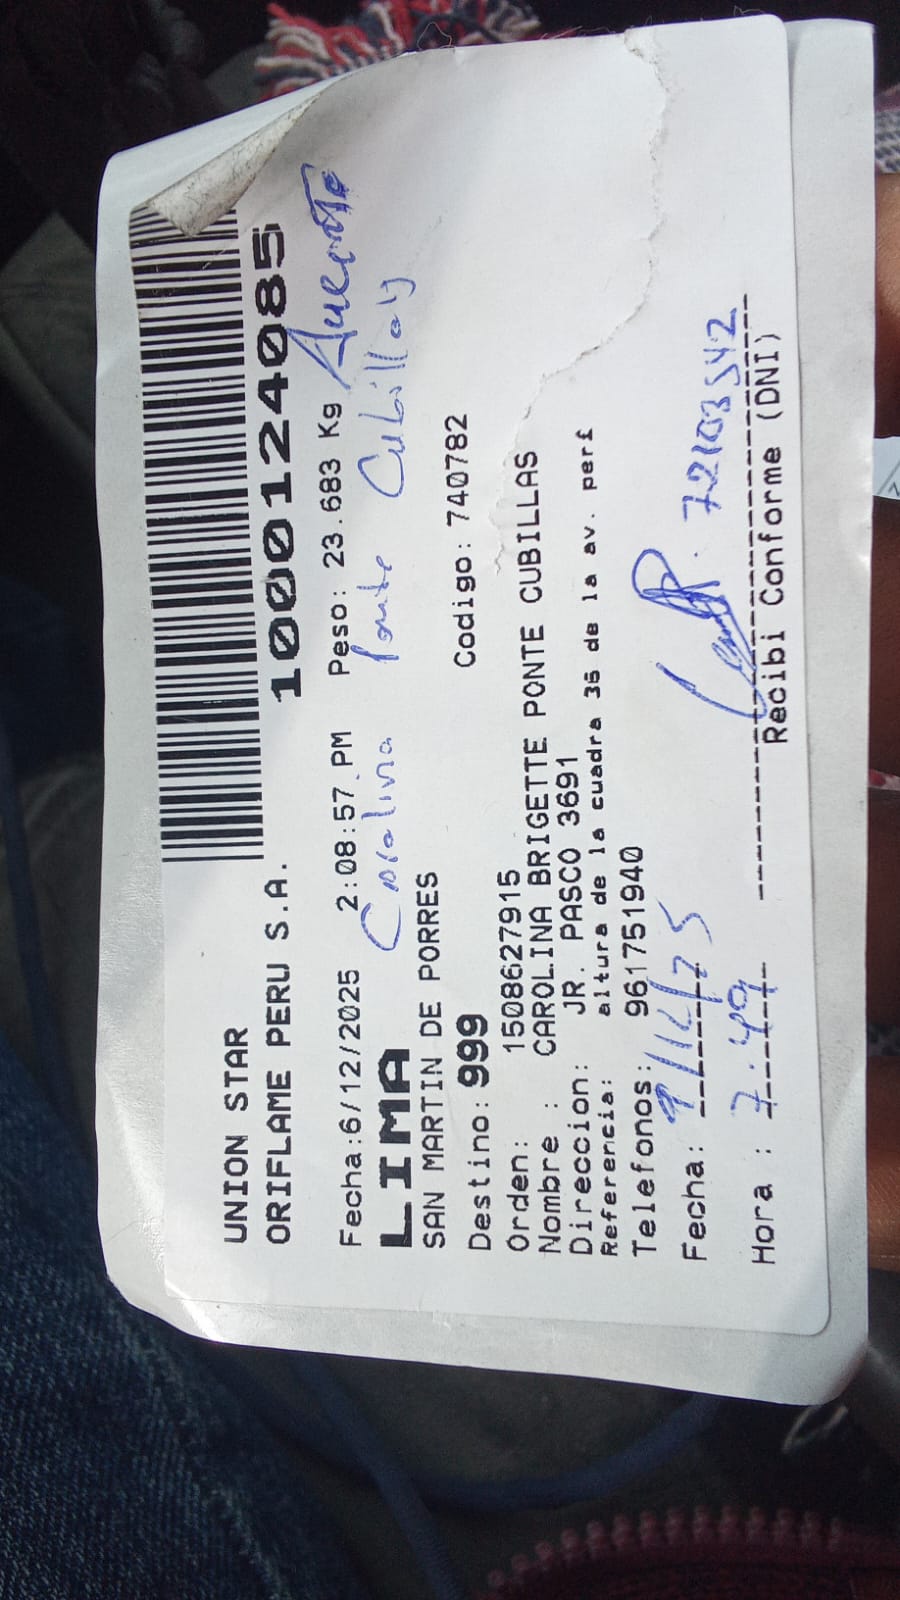 UNION STAR
ORIFLAME PERU S.A.
1000124085
Fecha:6/12/2025 2:08:57 PM Peso: 23.683 Kg
LIMA Carolina Ponte Cubillas
SAN MARTIN DE PORRES
Destino: 999 Codigo: 740782
Orden: 1508627915
Nombre : CAROLINA BRIGETTE PONTE CUBILLAS
Direccion: JR. PASCO 3691
Referencia: altura de la cuadra 36 de la av. per£
Telefonos: 961751940
Fecha: 9/12/25
Hora : 7:49 72103542
Recibi Conforme (DNI)